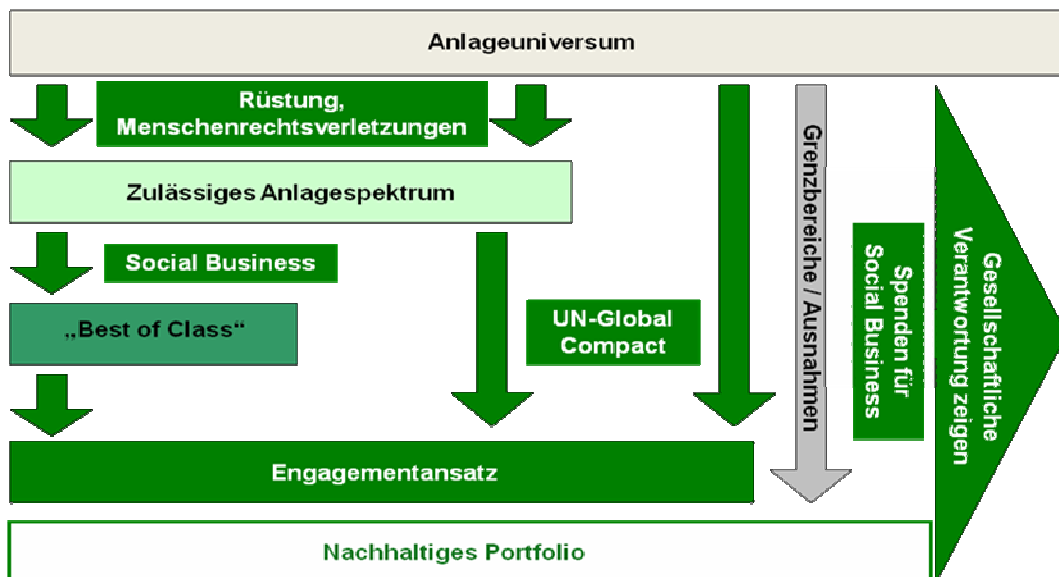 Anlageuniversum
Rüstung,
Menschenrechtsverletzungen
Zulässiges Anlagespektrum
Social Business
„Best of Class“
UN-Global
Compact
Engagementansatz
Nachhaltiges Portfolio
Grenzbereiche / Ausnahmen
Spenden für
Social Business
Gesellschaftliche
Verantwortung zeigen